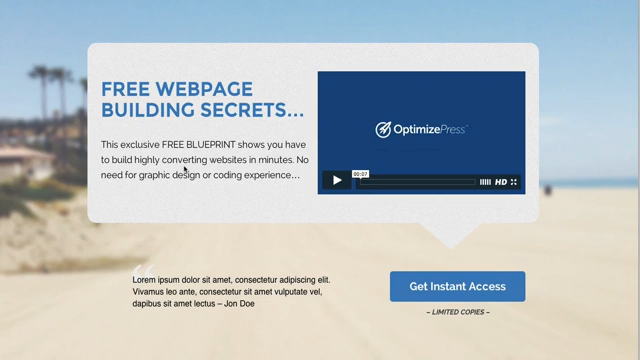 FREE WEBPAGE
BUILDING SECRETS...
This exclusive FREE BLUEPRINT shows you have
to build highly converting websites in minutes. No
need for graphic design or coding experience...
OptimizePress
00:07
HD
Lorem ipsum dolor sit amet, consectetur adipiscing elit.
Vivamus leo ante, consectetur sit amet vulputate vel,
dapibus sit amet lectus – Jon Doe
Get Instant Access
– LIMITED COPIES –